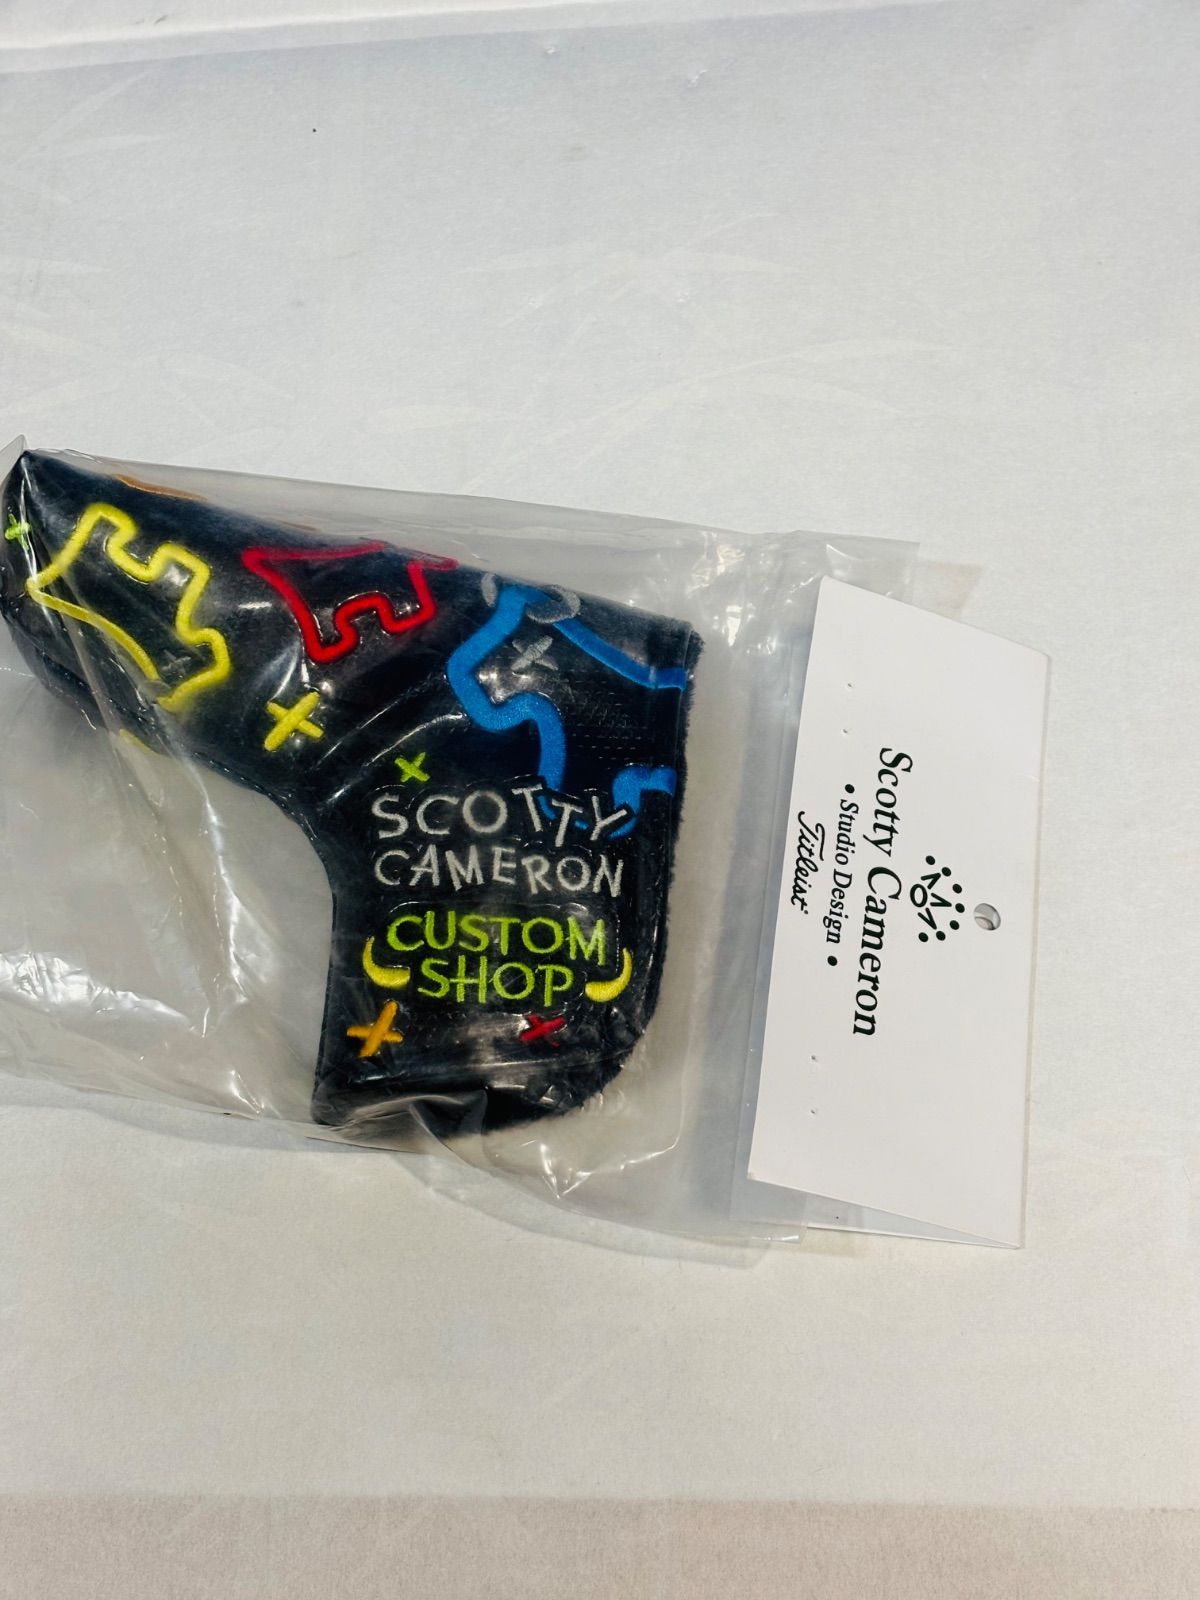 SCOTTY
CAMERON
CUSTOM
SHOP
Scotty Cameron
• Studio Design •
Titleist